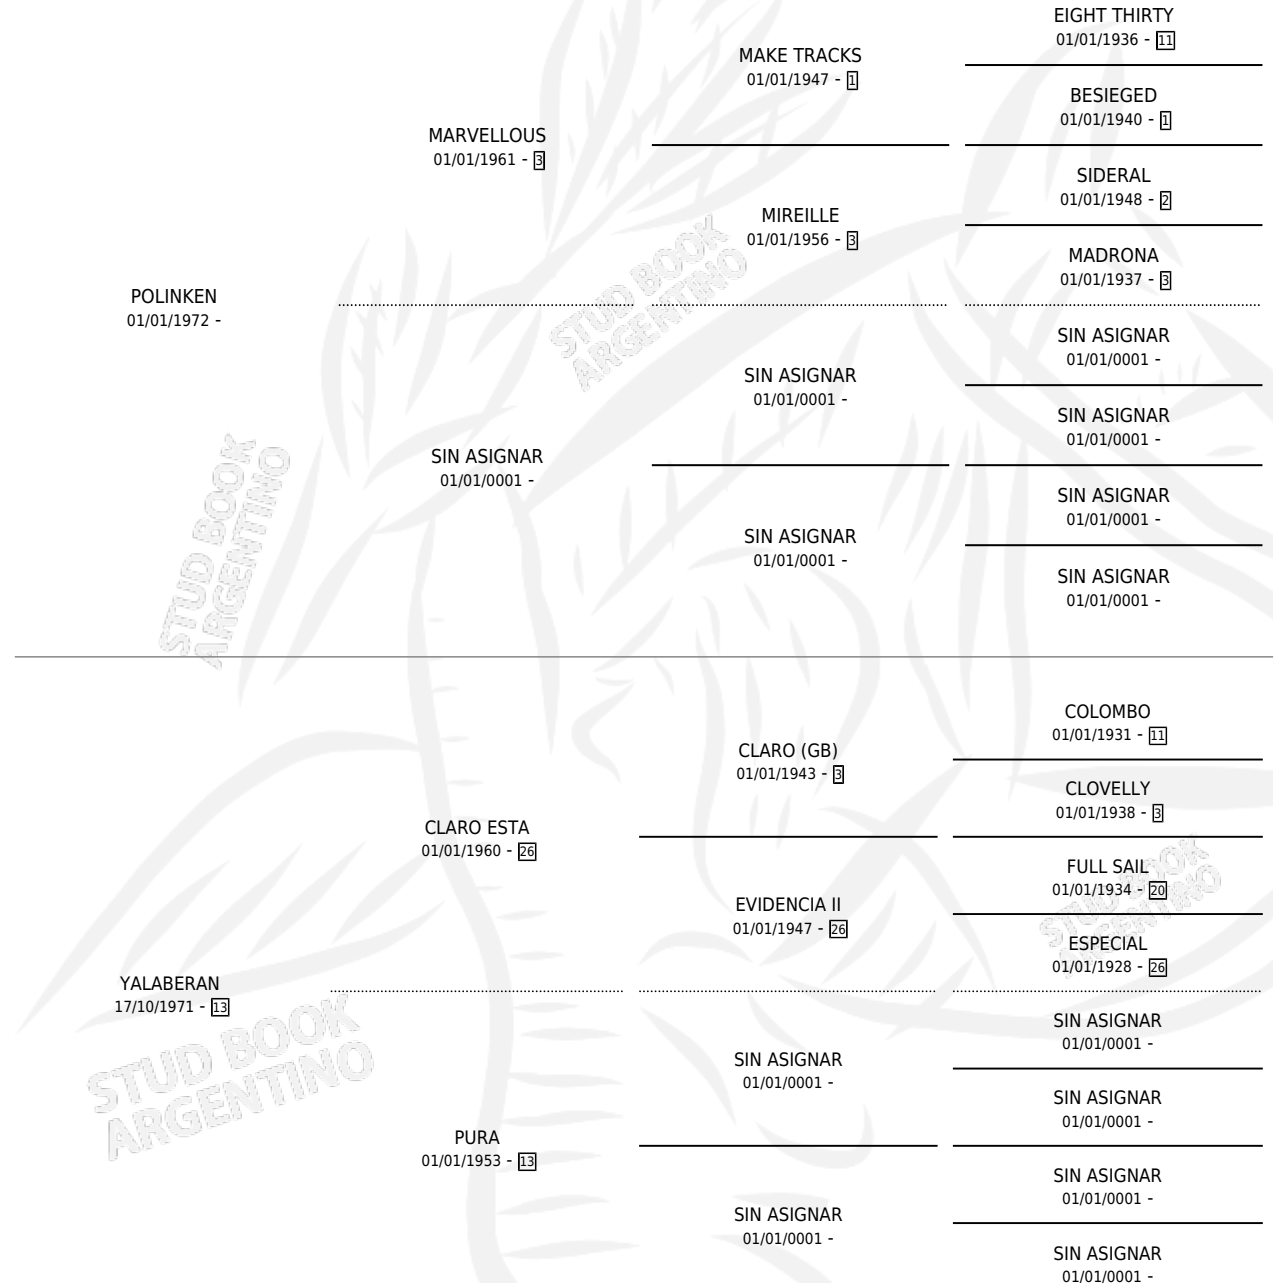 EIGHT THIRTY
01/01/1936 - 11
MAKE TRACKS
01/01/1947 - 1
BESIEGED
01/01/1940 - 1
MARVELLOUS
01/01/1961 - 3
SIDERAL
01/01/1948 - 2
MIREILLE
01/01/1956 - 3
MADRONA
01/01/1937 - 3
POLINKEN
01/01/1972 -
SIN ASIGNAR
01/01/0001 -
SIN ASIGNAR
01/01/0001 -
SIN ASIGNAR
01/01/0001 -
SIN ASIGNAR
01/01/0001 -
SIN ASIGNAR
01/01/0001 -
SIN ASIGNAR
01/01/0001 -
SIN ASIGNAR
01/01/0001 -
STUD BOOK
ARGENTINO
STUD BOOK
ARGENTINO
COLOMBO
01/01/1931 - 11
CLARO (GB)
01/01/1943 - 3
CLOVELLY
01/01/1938 - 3
CLARO ESTA
01/01/1960 - 26
FULL SAIL
01/01/1934 - 20
EVIDENCIA II
01/01/1947 - 26
ESPECIAL
01/01/1928 - 26
YALABERAN
17/10/1971 - 13
SIN ASIGNAR
01/01/0001 -
SIN ASIGNAR
01/01/0001 -
SIN ASIGNAR
01/01/0001 -
PURA
01/01/1953 - 13
SIN ASIGNAR
01/01/0001 -
SIN ASIGNAR
01/01/0001 -
SIN ASIGNAR
01/01/0001 -
STUD BOOK
ARGENTINO
STUD BOOK
ARGENTINO